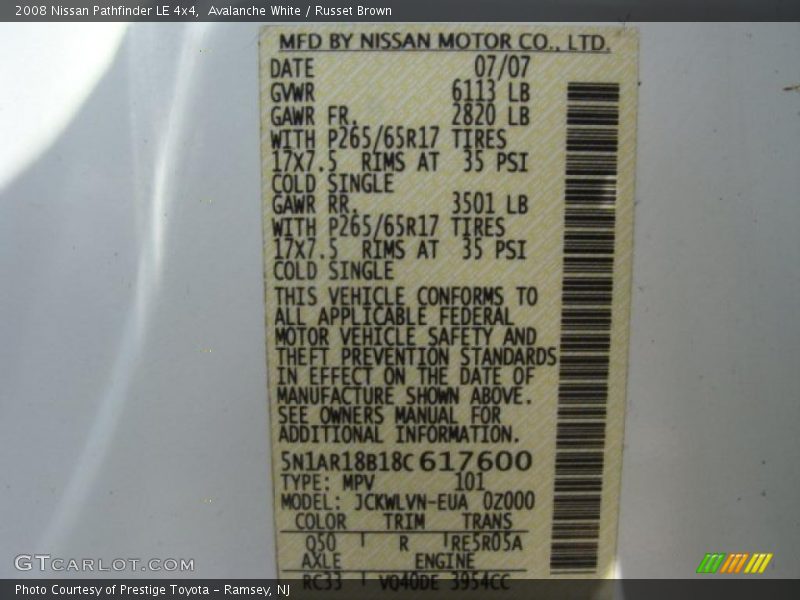 2008 Nissan Pathfinder LE 4x4,  Avalanche White / Russet Brown
MFD BY NISSAN MOTOR CO., LTD.
DATE 07/07
GVWR 6113 LB
GAWR FR. 2820 LB
WITH P265/65R17 TIRES
17X7.5 RIMS AT 35 PSI
COLD SINGLE
GAWR RR. 3501 LB
WITH P265/65R17 TIRES
17X7.5 RIMS AT 35 PSI
COLD SINGLE
THIS VEHICLE CONFORMS TO
ALL APPLICABLE FEDERAL
MOTOR VEHICLE SAFETY AND
THEFT PREVENTION STANDARDS
IN EFFECT ON THE DATE OF
MANUFACTURE SHOWN ABOVE.
SEE OWNERS MANUAL FOR
ADDITIONAL INFORMATION.
5N1AR18B18C617600
TYPE: MPV 101
MODEL: JCKWLVN-EUA 0Z000
COLOR TRIM TRANS
Q50 R RE5R05A
AXLE ENGINE
RC33 VQ40DE 3954CC
GTCARLOT.COM
Photo Courtesy of Prestige Toyota - Ramsey, NJ